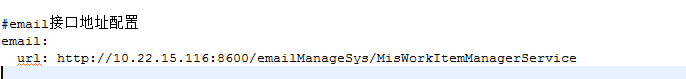 #email接口地址配置
email:
  url: http://10.22.15.116:8600/emailManageSys/MisWorkItemManagerService